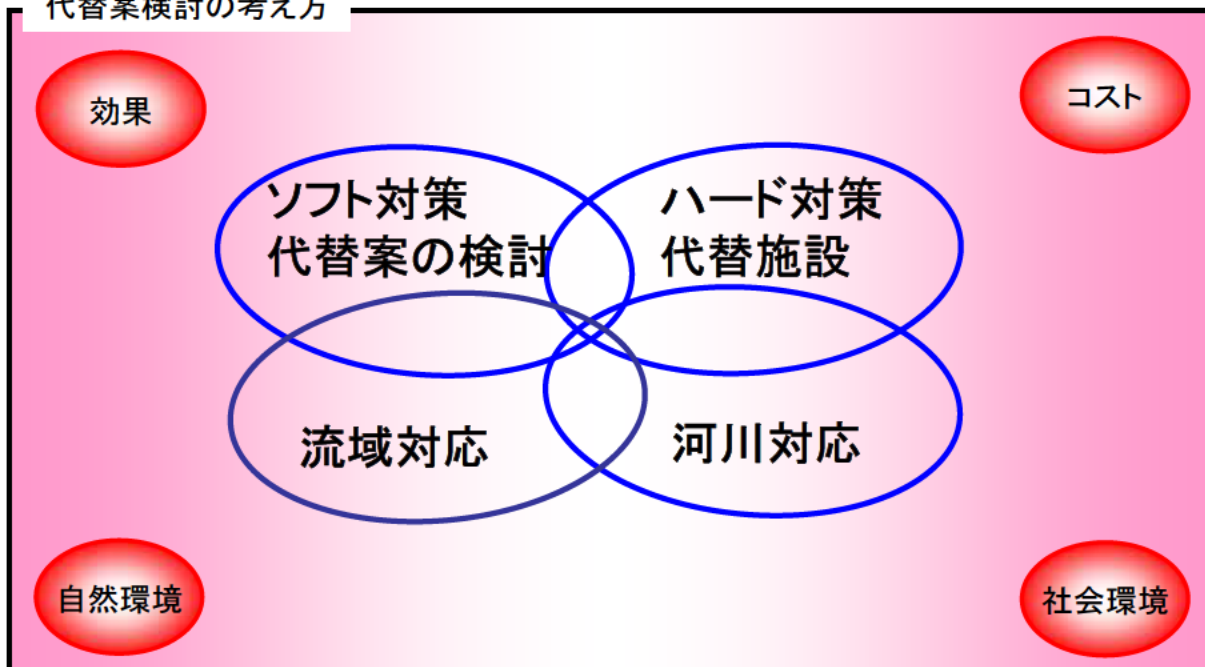 代替案検討の考え方
効果
コスト
ソフト対策
代替案の検討
ハード対策
代替施設
流域対応
河川対応
自然環境
社会環境